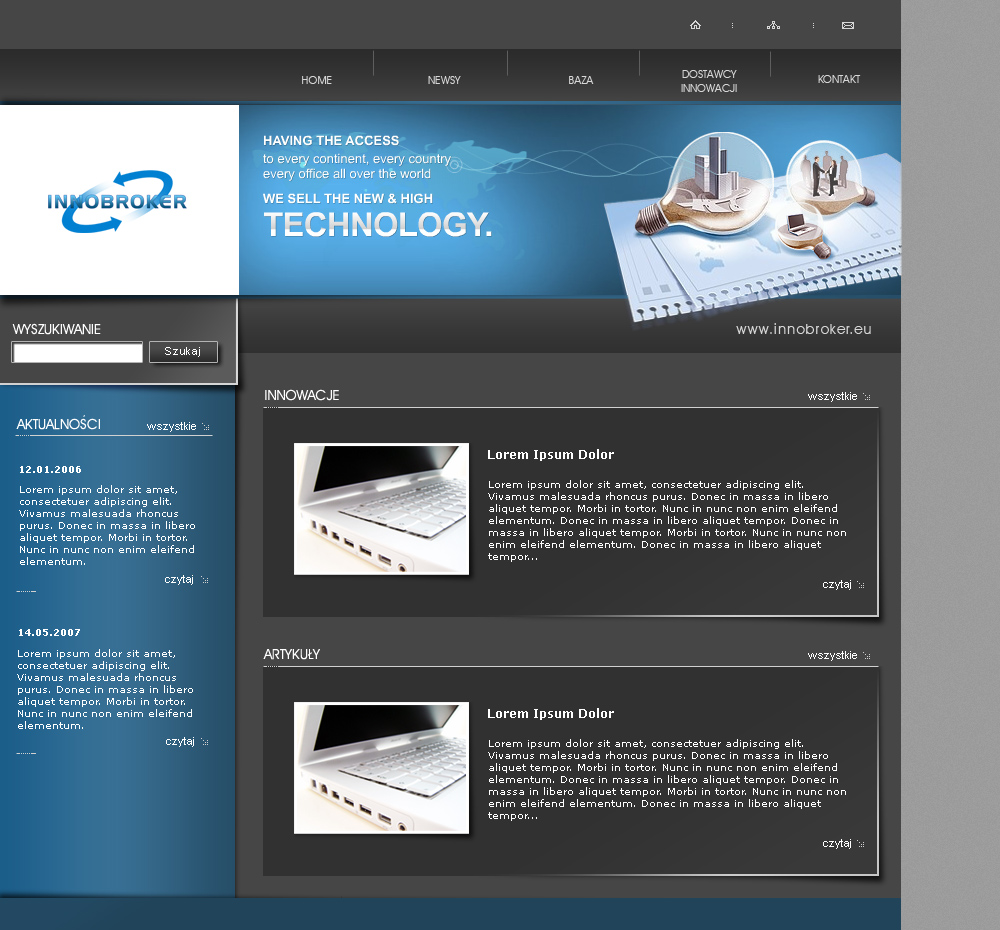 HOME
NEWSY
BAZA
DOSTAWCY
INNOWACJI
KONTAKT
INNOBROKER
HAVING THE ACCESS
to every continent, every country
every office all over the world
WE SELL THE NEW & HIGH
TECHNOLOGY.
www.innobroker.eu
WYSZUKIWANIE
Szukaj
AKTUALNOŚCI
wszystkie
12.01.2006
Lorem ipsum dolor sit amet,
consectetuer adipiscing elit.
Vivamus malesuada rhoncus
purus. Donec in massa in libero
aliquet tempor. Morbi in tortor.
Nunc in nunc non enim eleifend
elementum.
czytaj
14.05.2007
Lorem ipsum dolor sit amet,
consectetuer adipiscing elit.
Vivamus malesuada rhoncus
purus. Donec in massa in libero
aliquet tempor. Morbi in tortor.
Nunc in nunc non enim eleifend
elementum.
czytaj
INNOWACJE
wszystkie
Lorem Ipsum Dolor
Lorem ipsum dolor sit amet, consectetuer adipiscing elit.
Vivamus malesuada rhoncus purus. Donec in massa in libero
aliquet tempor. Morbi in tortor. Nunc in nunc non enim eleifend
elementum. Donec in massa in libero aliquet tempor. Donec in
massa in libero aliquet tempor. Morbi in tortor. Nunc in nunc non
enim eleifend elementum. Donec in massa in libero aliquet
tempor...
czytaj
ARTYKUŁY
wszystkie
Lorem Ipsum Dolor
Lorem ipsum dolor sit amet, consectetuer adipiscing elit.
Vivamus malesuada rhoncus purus. Donec in massa in libero
aliquet tempor. Morbi in tortor. Nunc in nunc non enim eleifend
elementum. Donec in massa in libero aliquet tempor. Donec in
massa in libero aliquet tempor. Morbi in tortor. Nunc in nunc non
enim eleifend elementum. Donec in massa in libero aliquet
tempor...
czytaj